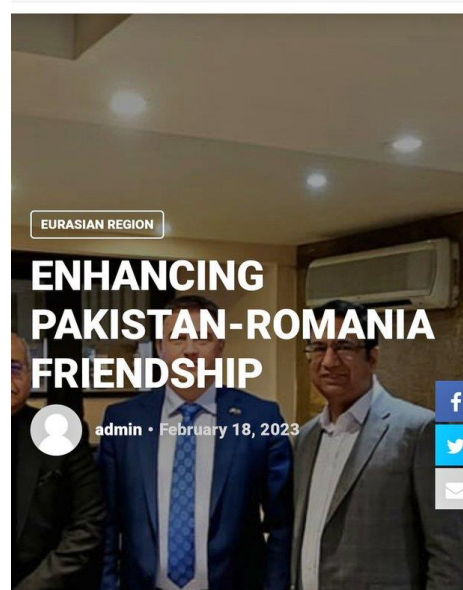 EURASIAN REGION
ENHANCING
PAKISTAN-ROMANIA
FRIENDSHIP
admin • February 18, 2023